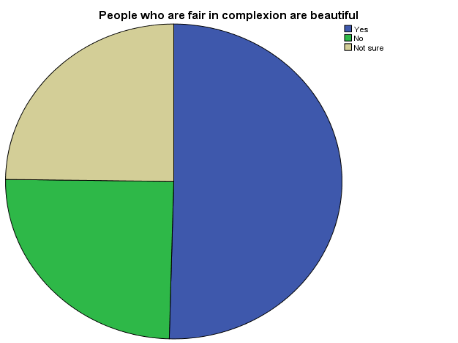 People who are fair in complexion are beautiful
Yes
No
Not sure